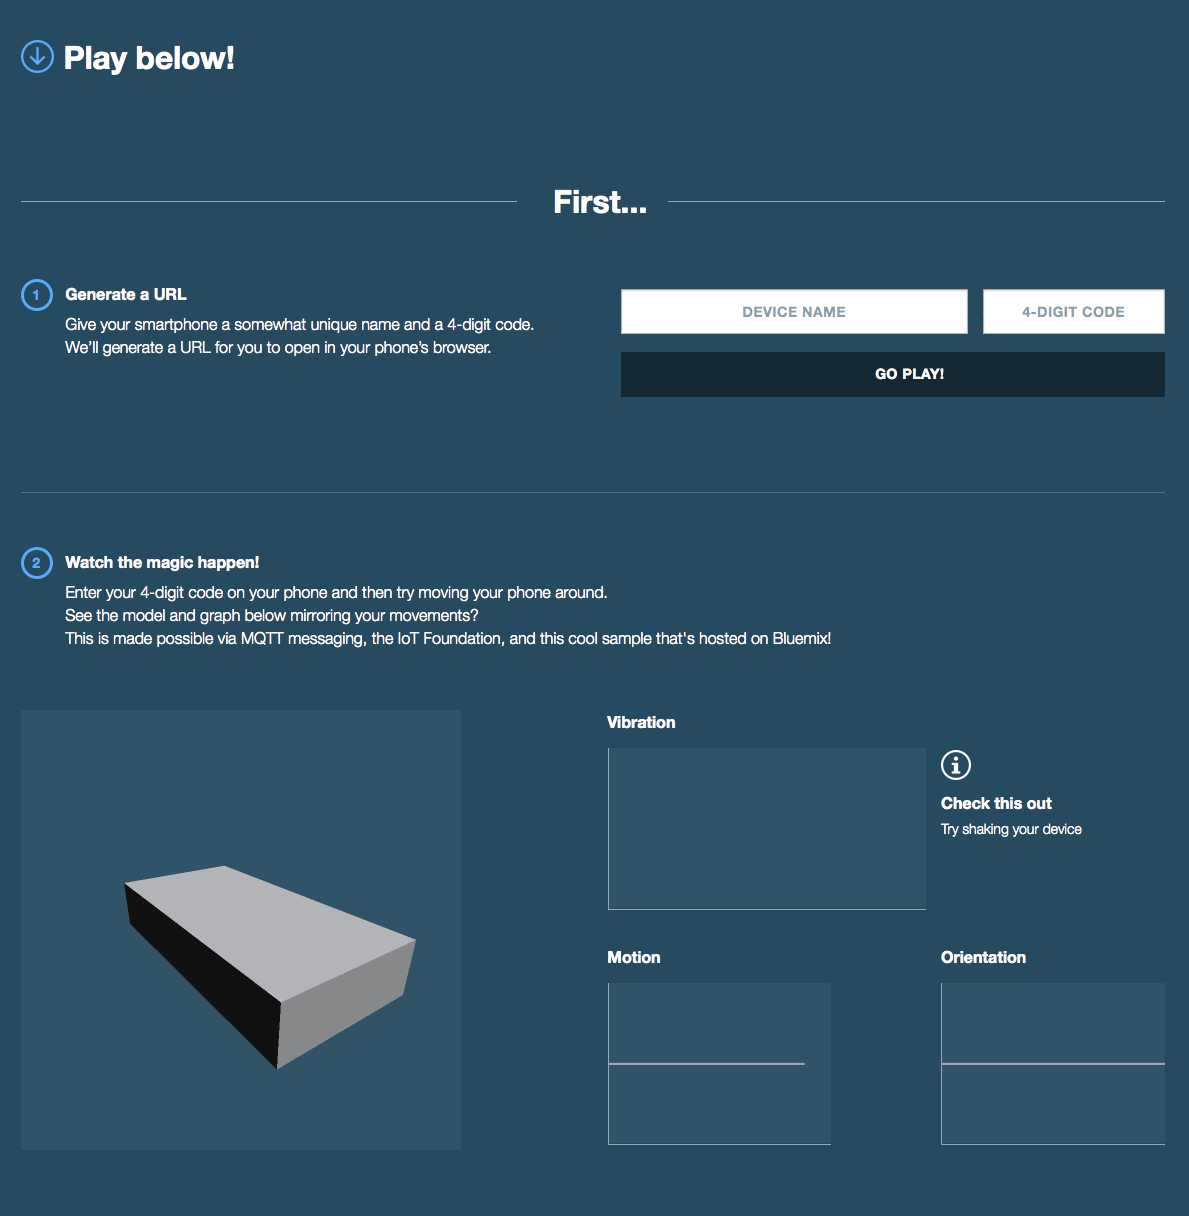 Play below!
First...
1
Generate a URL
Give your smartphone a somewhat unique name and a 4-digit code.
We’ll generate a URL for you to open in your phone’s browser.
DEVICE NAME
4-DIGIT CODE
GO PLAY!
2
Watch the magic happen!
Enter your 4-digit code on your phone and then try moving your phone around.
See the model and graph below mirroring your movements?
This is made possible via MQTT messaging, the IoT Foundation, and this cool sample that's hosted on Bluemix!
Vibration
Check this out
Try shaking your device
Motion
Orientation